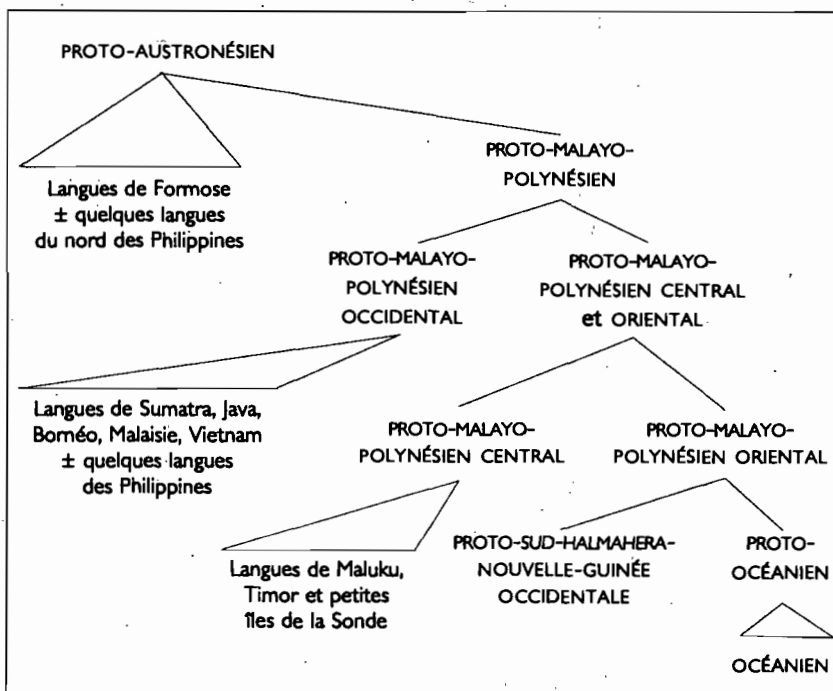 PROTO-AUSTRONÉSIEN
PROTO-MALAYO-
POLYNÉSIEN
Langues de Formose
± quelques langues
du nord des Philippines
PROTO-MALAYO-
POLYNÉSIEN
OCCIDENTAL
PROTO-MALAYO-
POLYNÉSIEN CENTRAL
et ORIENTAL
Langues de Sumatra, Java,
Bornéo, Malaisie, Vietnam
± quelques langues
des Philippines
PROTO-MALAYO-
POLYNÉSIEN CENTRAL
PROTO-MALAYO-
POLYNÉSIEN ORIENTAL
Langues de Maluku,
Timor et petites
îles de la Sonde
PROTO-SUD-HALMAHERA-
NOUVELLE-GUINÉE
OCCIDENTALE
PROTO-
OCÉANIEN
OCÉANIEN